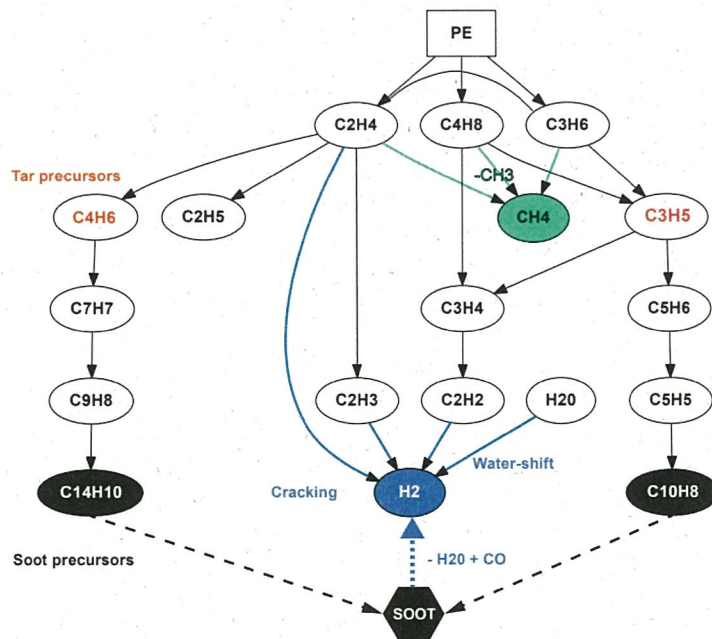 PE
C2H4
C4H8
C3H6
Tar precursors
-CH3
C4H6
C2H5
CH4
C3H5
C7H7
C3H4
C5H6
C9H8
C2H3
C2H2
H20
C5H5
Water-shift
C14H10
Cracking
H2
C10H8
Soot precursors
- H20 + CO
SOOT